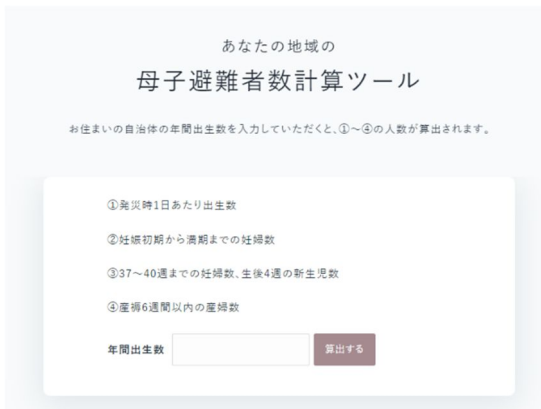 あなたの地域の
母子避難者数計算ツール
お住まいの自治体の年間出生数を入力していただくと、①～④の人数が算出されます。
①発災時1日あたり出生数
②妊娠初期から満期までの妊婦数
③37～40週までの妊婦数、生後4週の新生児数
④産褥6週間以内の産婦数
年間出生数 算出する